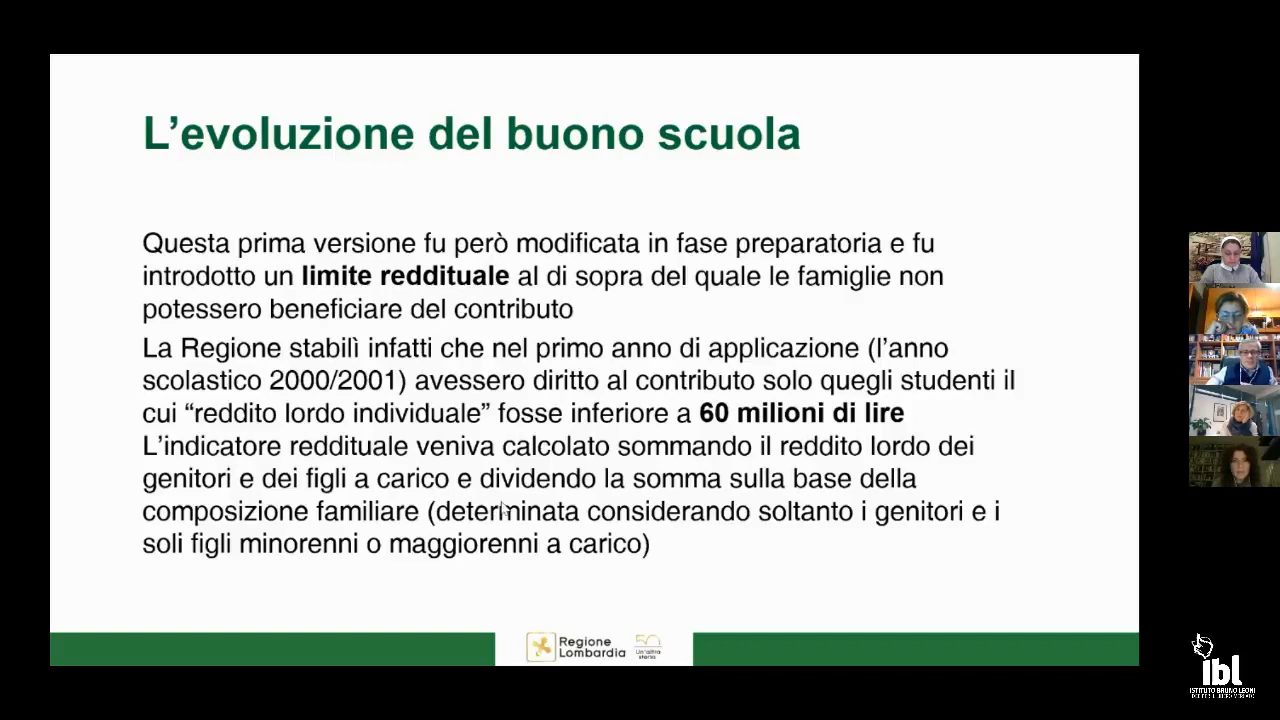 L’evoluzione del buono scuola
Questa prima versione fu però modificata in fase preparatoria e fu
introdotto un limite reddituale al di sopra del quale le famiglie non
potessero beneficiare del contributo
La Regione stabilì infatti che nel primo anno di applicazione (l’anno
scolastico 2000/2001) avessero diritto al contributo solo quegli studenti il
cui “reddito lordo individuale” fosse inferiore a 60 milioni di lire
L’indicatore reddituale veniva calcolato sommando il reddito lordo dei
genitori e dei figli a carico e dividendo la somma sulla base della
composizione familiare (determinata considerando soltanto i genitori e i
soli figli minorenni o maggiorenni a carico)
Regione
Lombardia
50
Un'altra
storia
ibl
ISTITUTO BRUNO LEONI